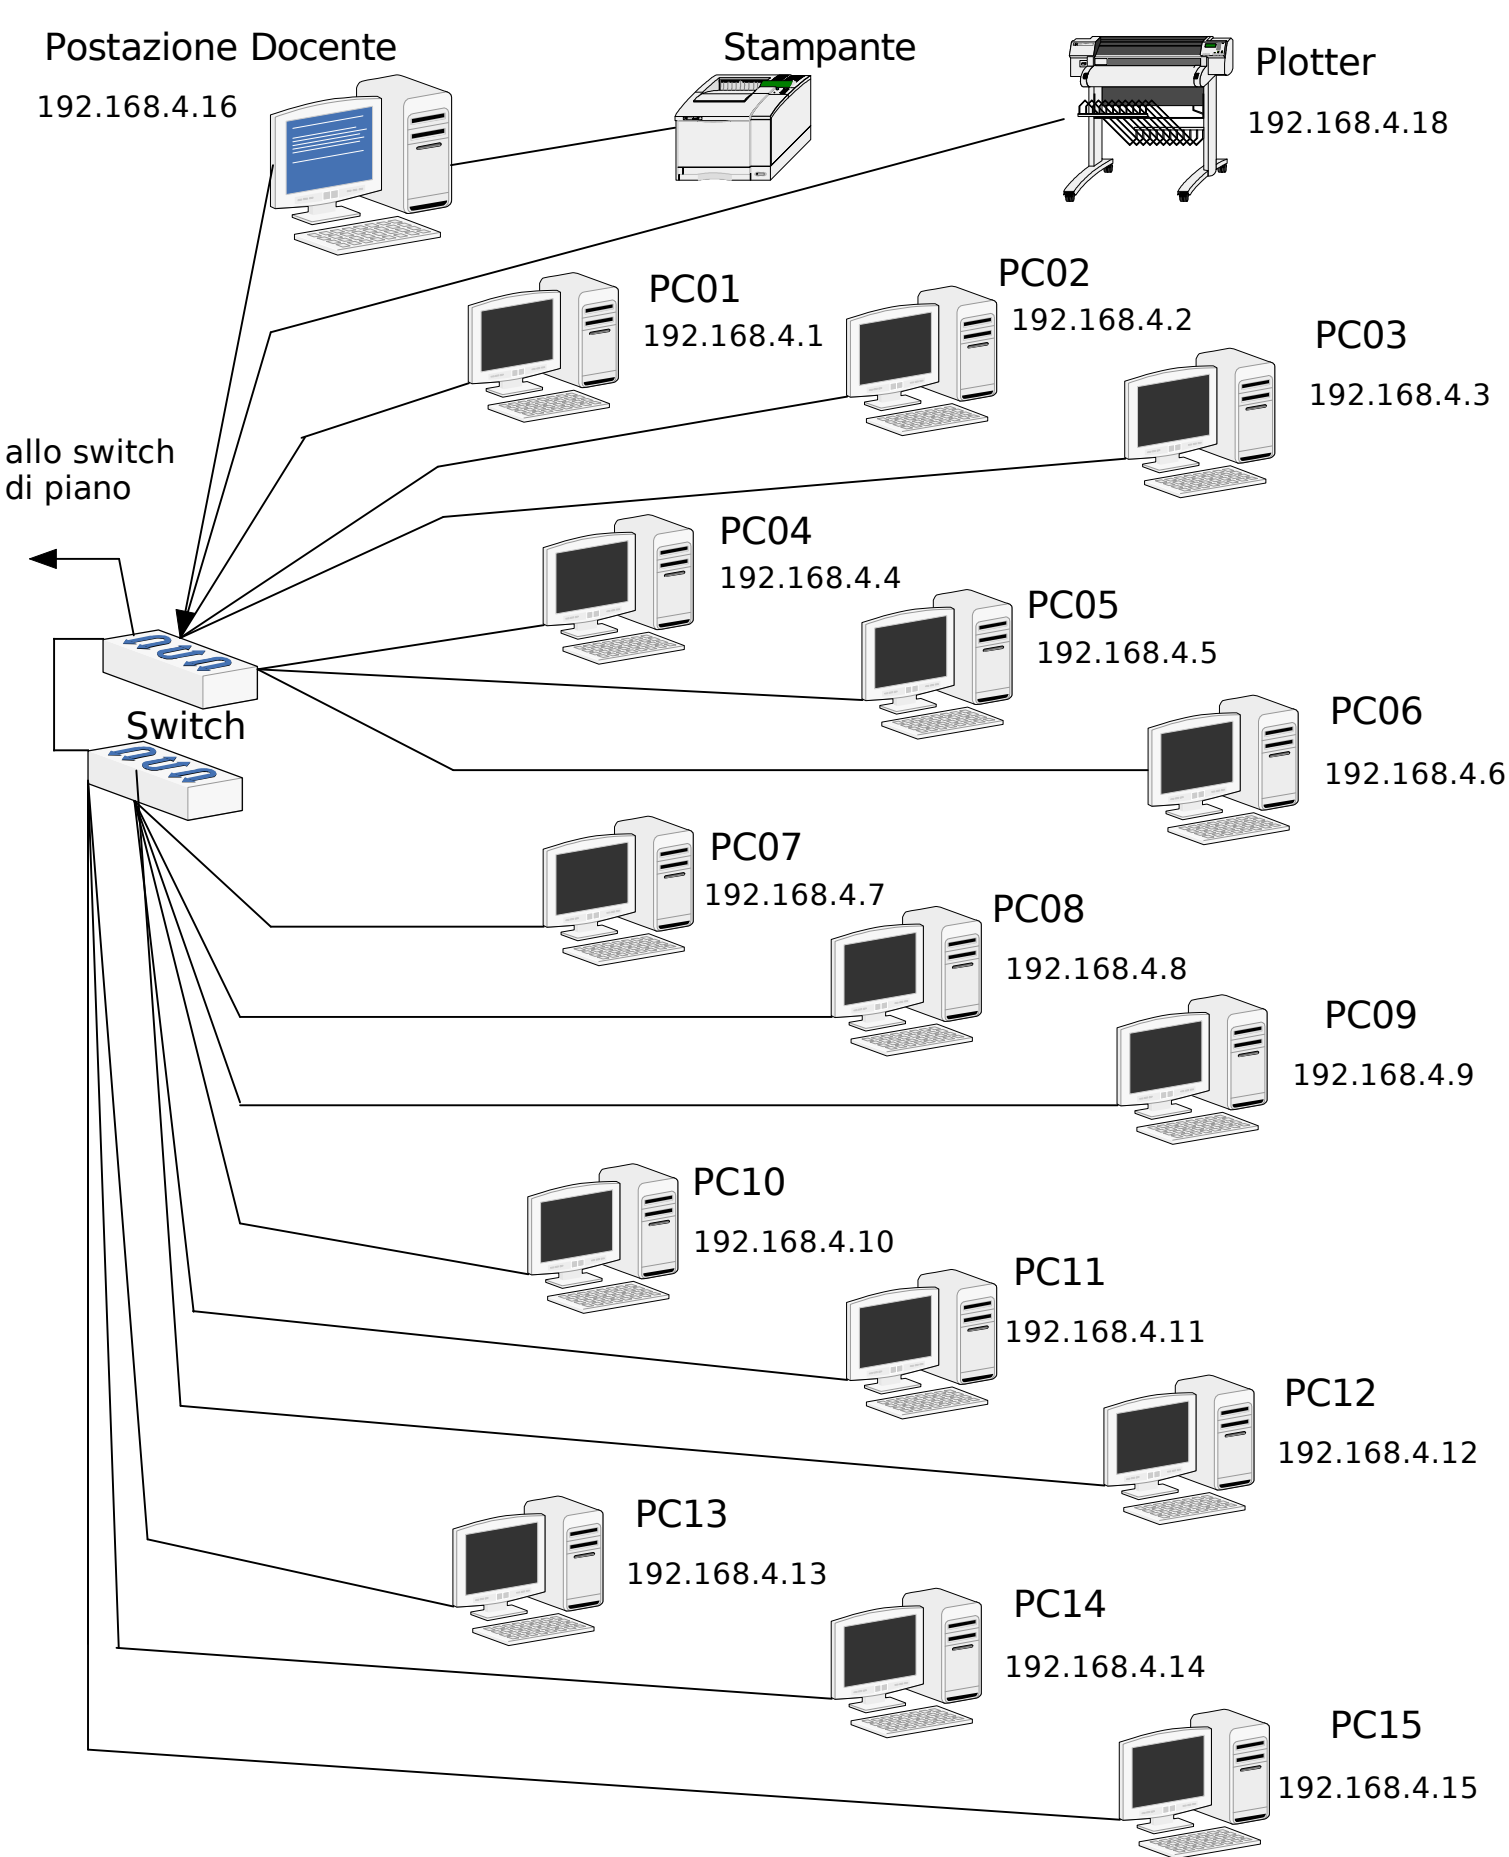 Postazione Docente
192.168.4.16
Stampante
Plotter
192.168.4.18
PC01
192.168.4.1
PC02
192.168.4.2
PC03
192.168.4.3
allo switch
di piano
PC04
192.168.4.4
PC05
192.168.4.5
Switch
PC06
192.168.4.6
PC07
192.168.4.7
PC08
192.168.4.8
PC09
192.168.4.9
PC10
192.168.4.10
PC11
192.168.4.11
PC12
192.168.4.12
PC13
192.168.4.13
PC14
192.168.4.14
PC15
192.168.4.15